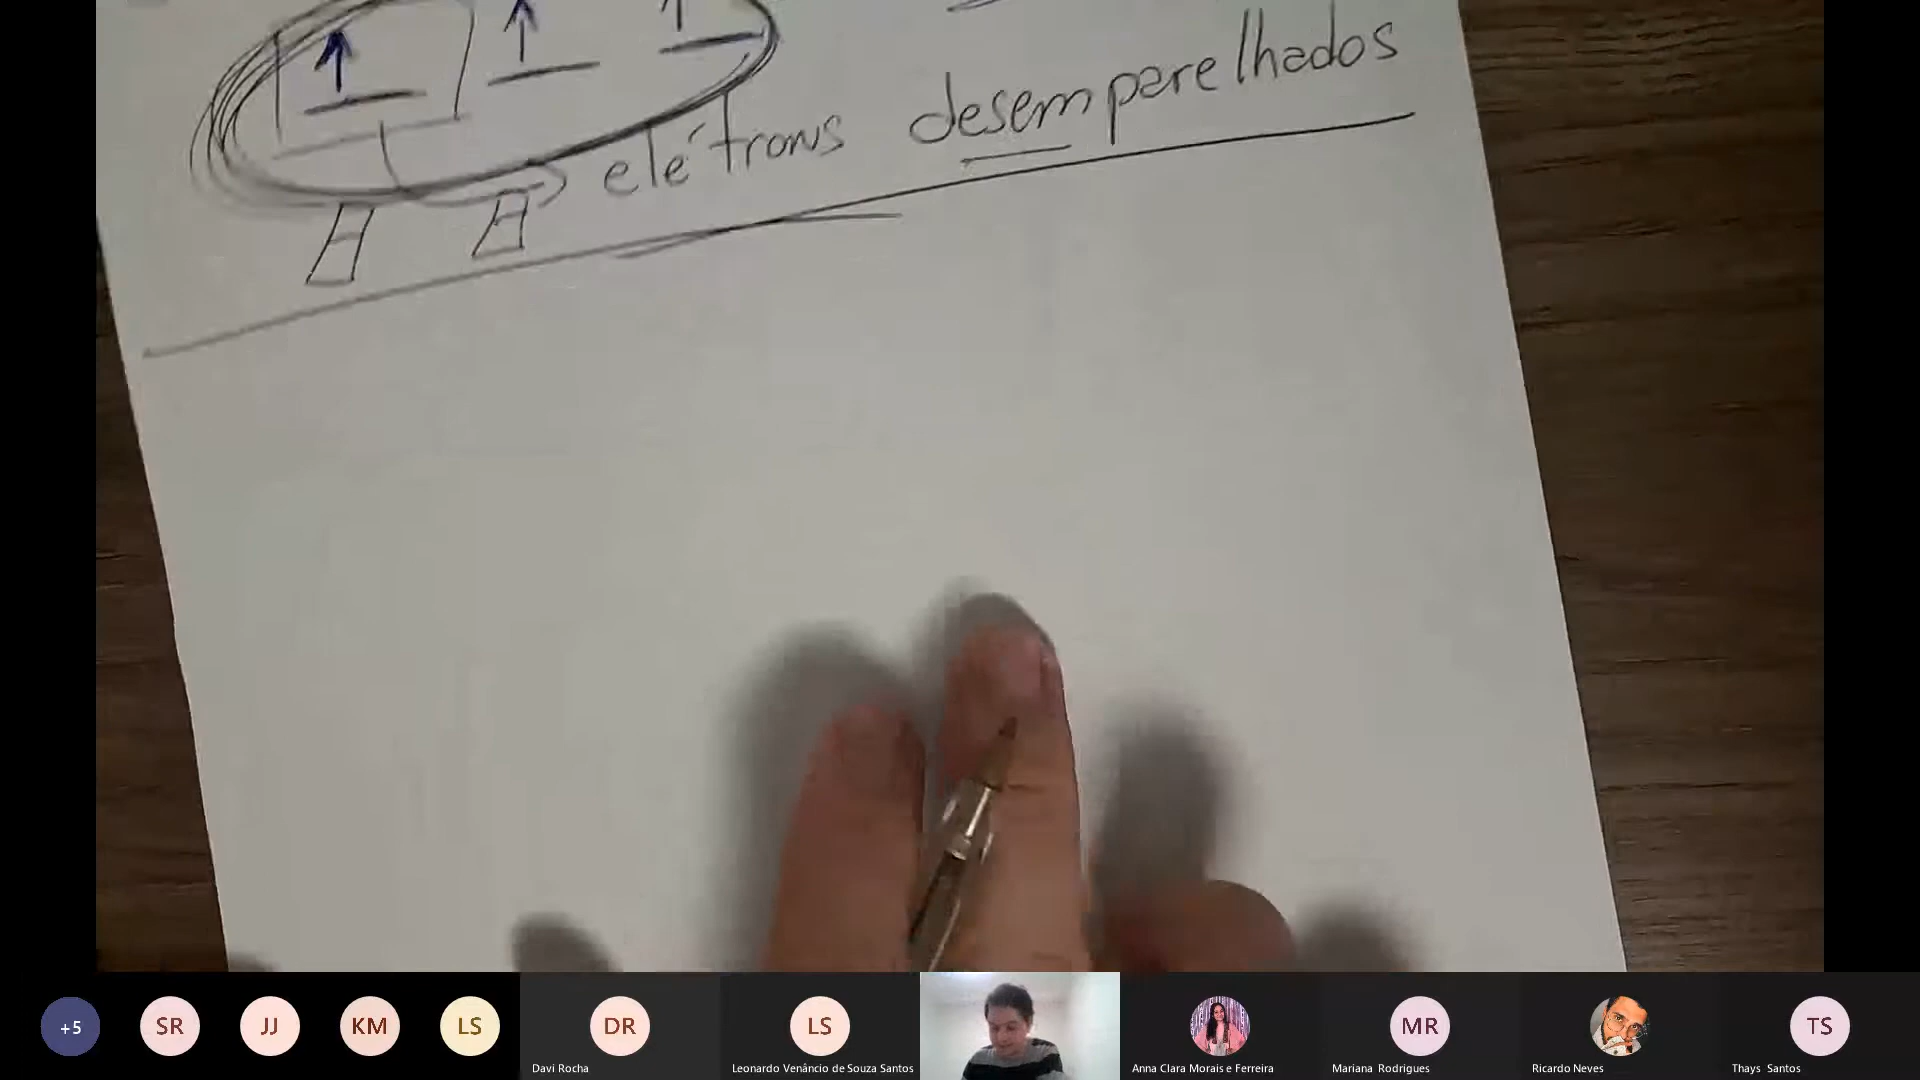 elétrons desemparelhados
+5
SR
JJ
KM
LS
DR
LS
MR
TS
Davi Rocha
Leonardo Venâncio de Souza Santos
Anna Clara Morais e Ferreira
Mariana Rodrigues
Ricardo Neves
Thays Santos